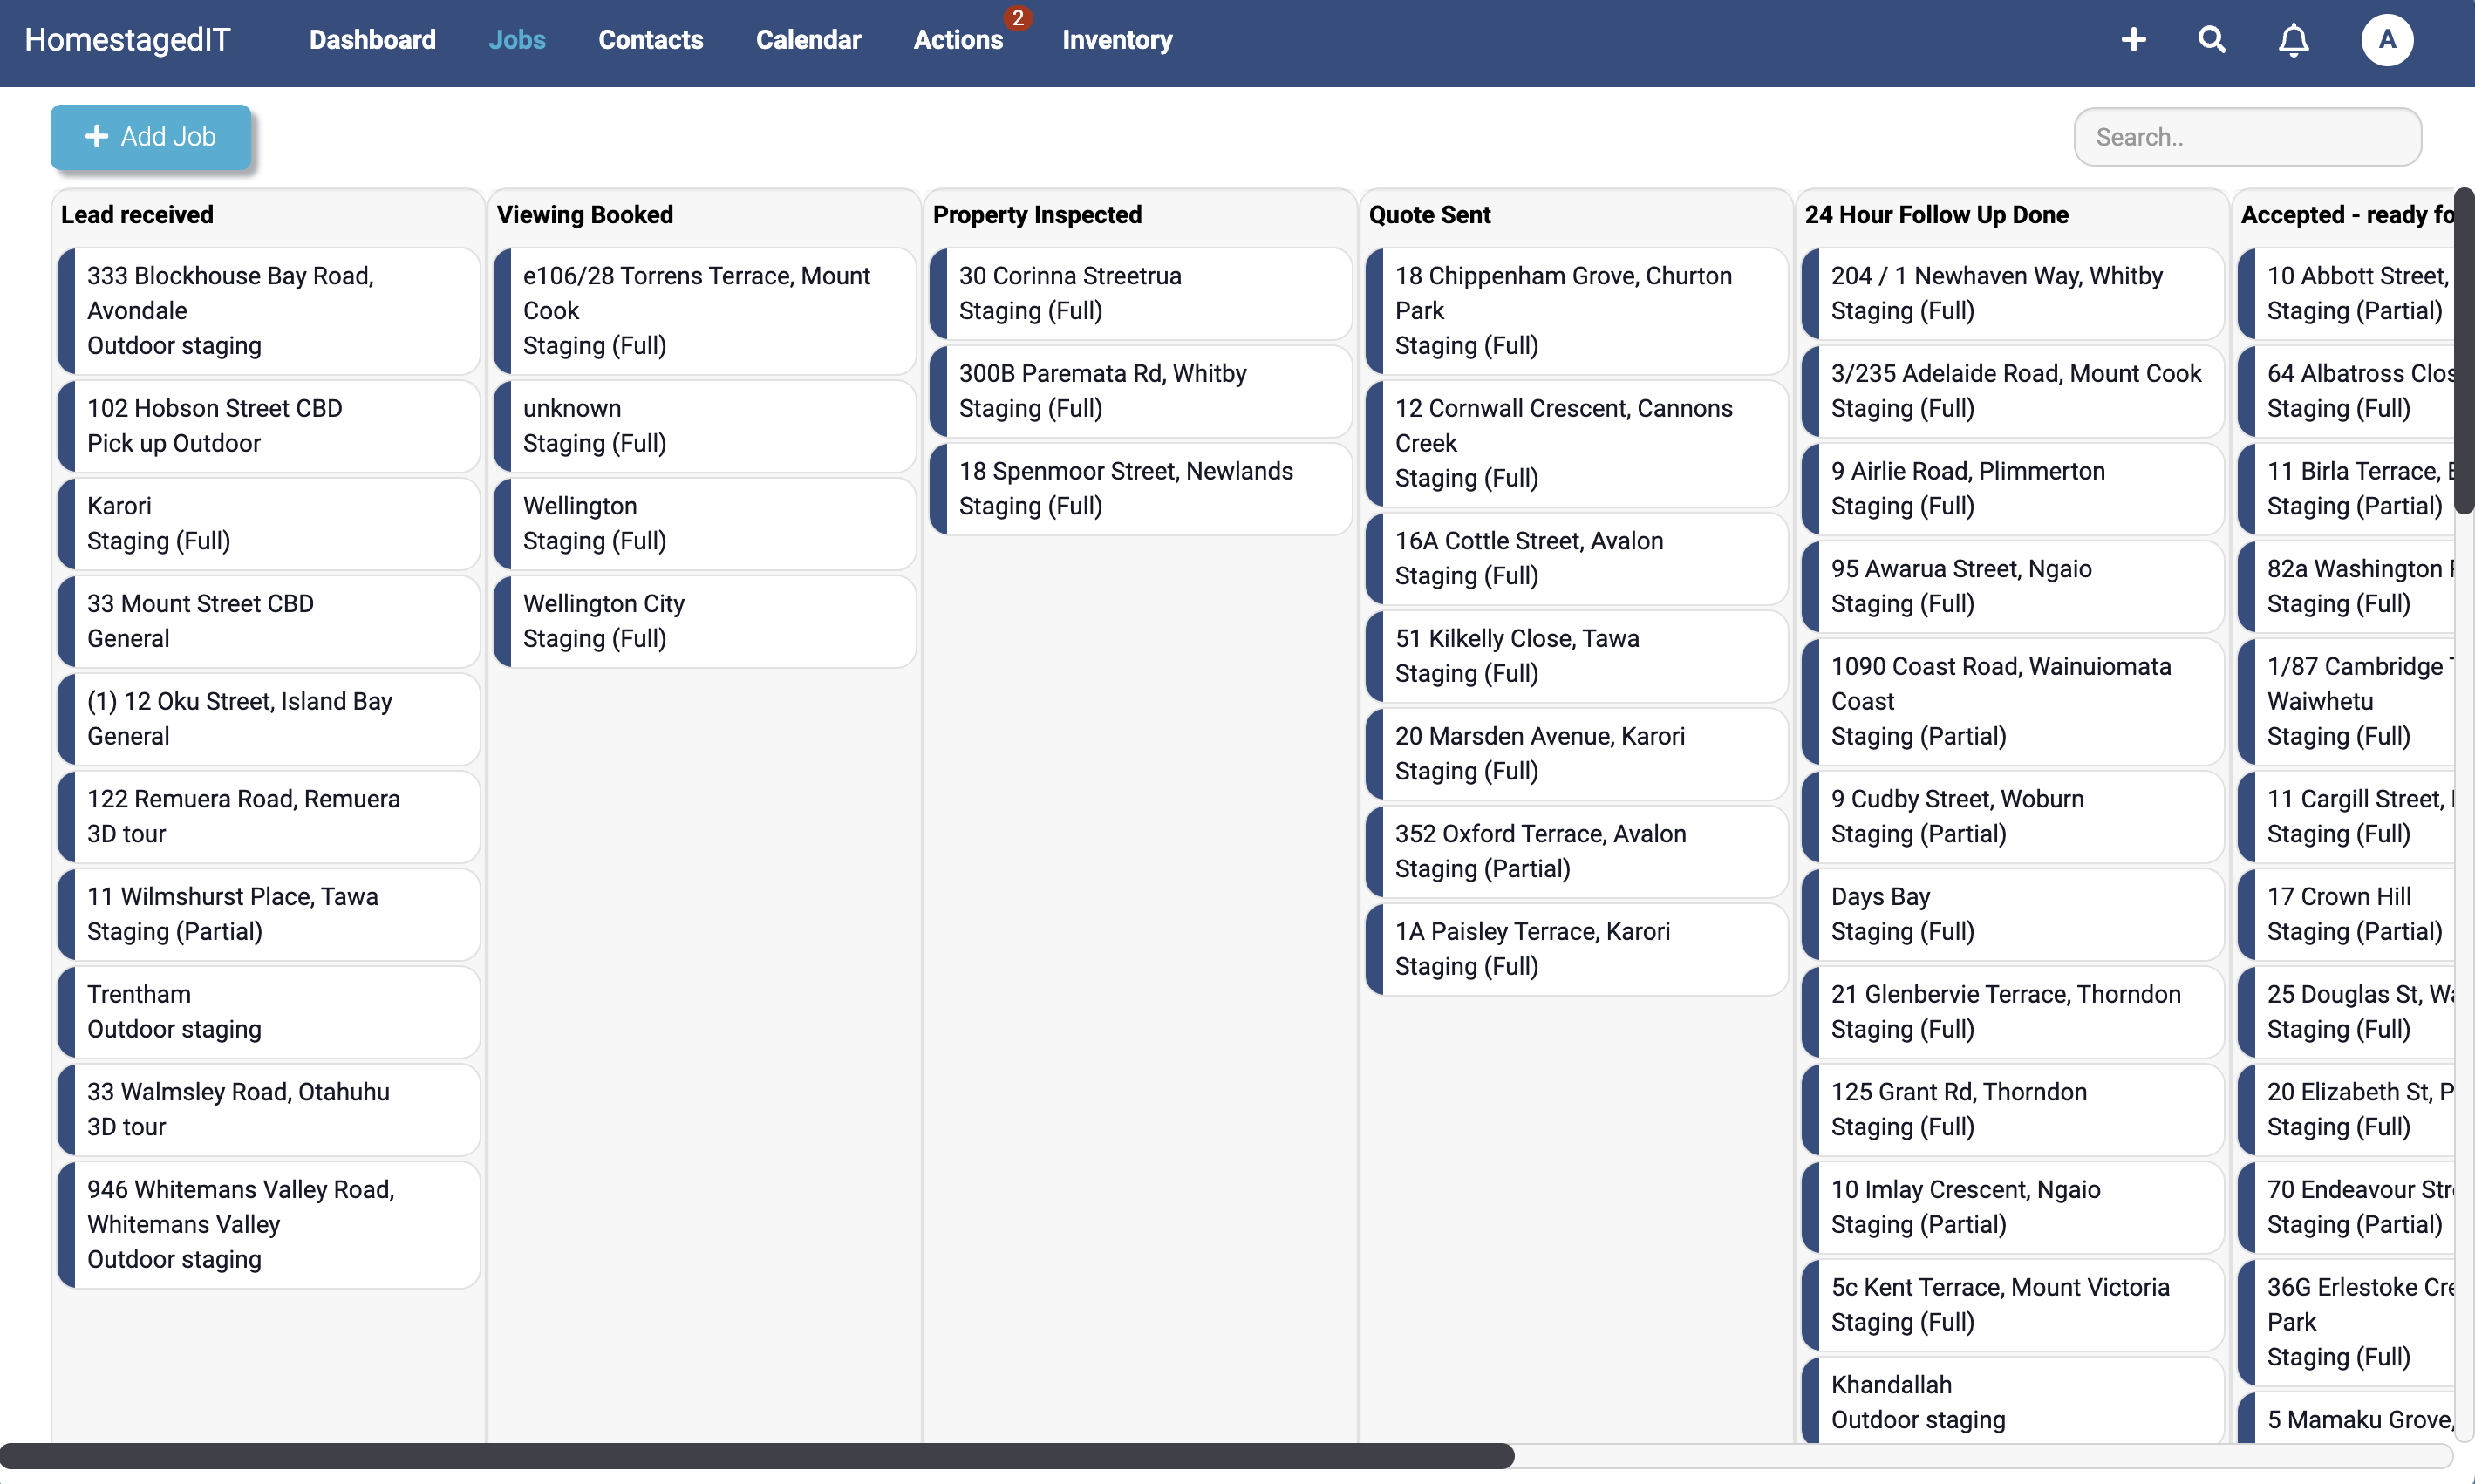 HomestagedIT
Dashboard
Jobs
Contacts
Calendar
Actions
2
Inventory
A
Add Job
Search..
Lead received
333 Blockhouse Bay Road,
Avondale
Outdoor staging
102 Hobson Street CBD
Pick up Outdoor
Karori
Staging (Full)
33 Mount Street CBD
General
(1) 12 Oku Street, Island Bay
General
122 Remuera Road, Remuera
3D tour
11 Wilmshurst Place, Tawa
Staging (Partial)
Trentham
Outdoor staging
33 Walmsley Road, Otahuhu
3D tour
946 Whitemans Valley Road,
Whitemans Valley
Outdoor staging
Viewing Booked
e106/28 Torrens Terrace, Mount
Cook
Staging (Full)
unknown
Staging (Full)
Wellington
Staging (Full)
Wellington City
Staging (Full)
Property Inspected
30 Corinna Streetrua
Staging (Full)
300B Paremata Rd, Whitby
Staging (Full)
18 Spenmoor Street, Newlands
Staging (Full)
Quote Sent
18 Chippenham Grove, Churton
Park
Staging (Full)
12 Cornwall Crescent, Cannons
Creek
Staging (Full)
16A Cottle Street, Avalon
Staging (Full)
51 Kilkelly Close, Tawa
Staging (Full)
20 Marsden Avenue, Karori
Staging (Full)
352 Oxford Terrace, Avalon
Staging (Partial)
1A Paisley Terrace, Karori
Staging (Full)
24 Hour Follow Up Done
204 / 1 Newhaven Way, Whitby
Staging (Full)
3/235 Adelaide Road, Mount Cook
Staging (Full)
9 Airlie Road, Plimmerton
Staging (Full)
95 Awarua Street, Ngaio
Staging (Full)
1090 Coast Road, Wainuiomata
Coast
Staging (Partial)
9 Cudby Street, Woburn
Staging (Partial)
Days Bay
Staging (Full)
21 Glenbervie Terrace, Thorndon
Staging (Full)
125 Grant Rd, Thorndon
Staging (Full)
10 Imlay Crescent, Ngaio
Staging (Partial)
5c Kent Terrace, Mount Victoria
Staging (Full)
Khandallah
Outdoor staging
Accepted - ready fo
10 Abbott Street,
Staging (Partial)
64 Albatross Clos
Staging (Full)
11 Birla Terrace,
Staging (Partial)
82a Washington
Staging (Full)
1/87 Cambridge
Waiwhetu
Staging (Full)
11 Cargill Street,
Staging (Full)
17 Crown Hill
Staging (Partial)
25 Douglas St, Wa
Staging (Full)
20 Elizabeth St, P
Staging (Full)
70 Endeavour Str
Staging (Partial)
36G Erlestoke Cre
Park
Staging (Full)
5 Mamaku Grove,